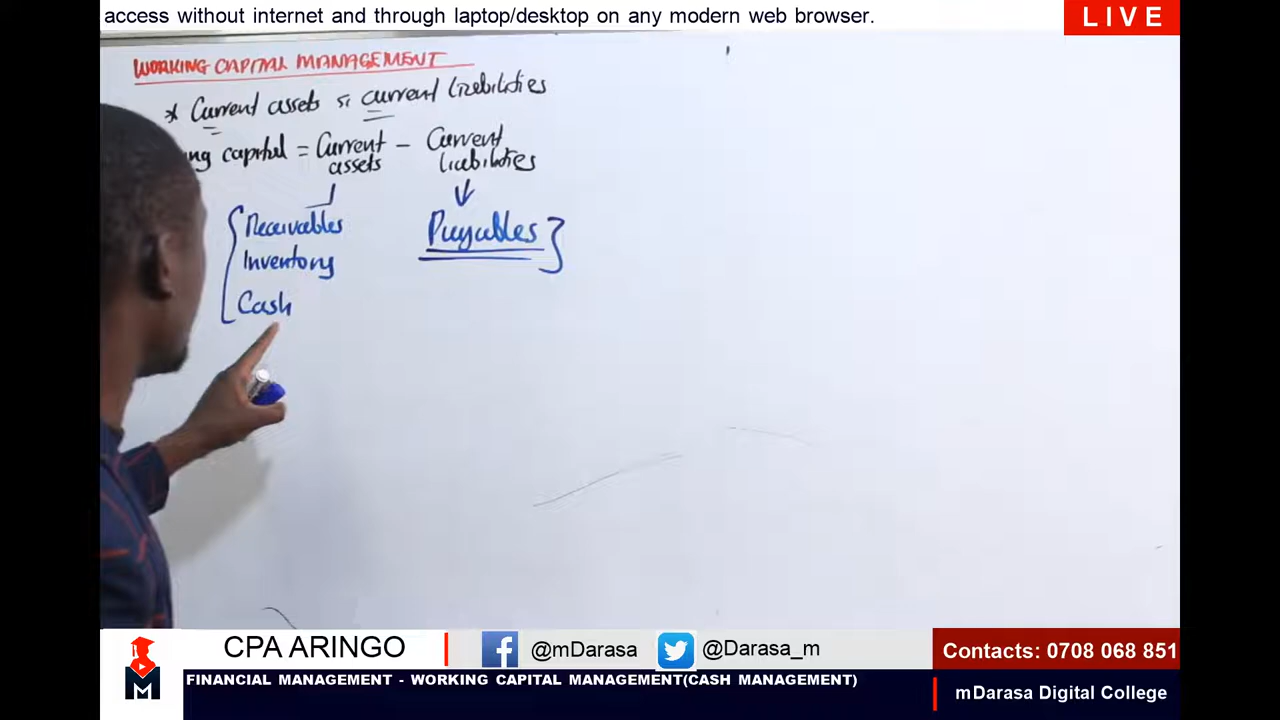 access without internet and through laptop/desktop on any modern web browser.
LIVE
WORKING CAPITAL MANAGEMENT
* Current assets vs current liabilities
ng capital = Current assets - Current liabilities
Receivables
Payables
Inventory
Cash
CPA ARINGO
@mDarasa
@Darasa_m
Contacts: 0708 068 851
FINANCIAL MANAGEMENT - WORKING CAPITAL MANAGEMENT(CASH MANAGEMENT)
mDarasa Digital College